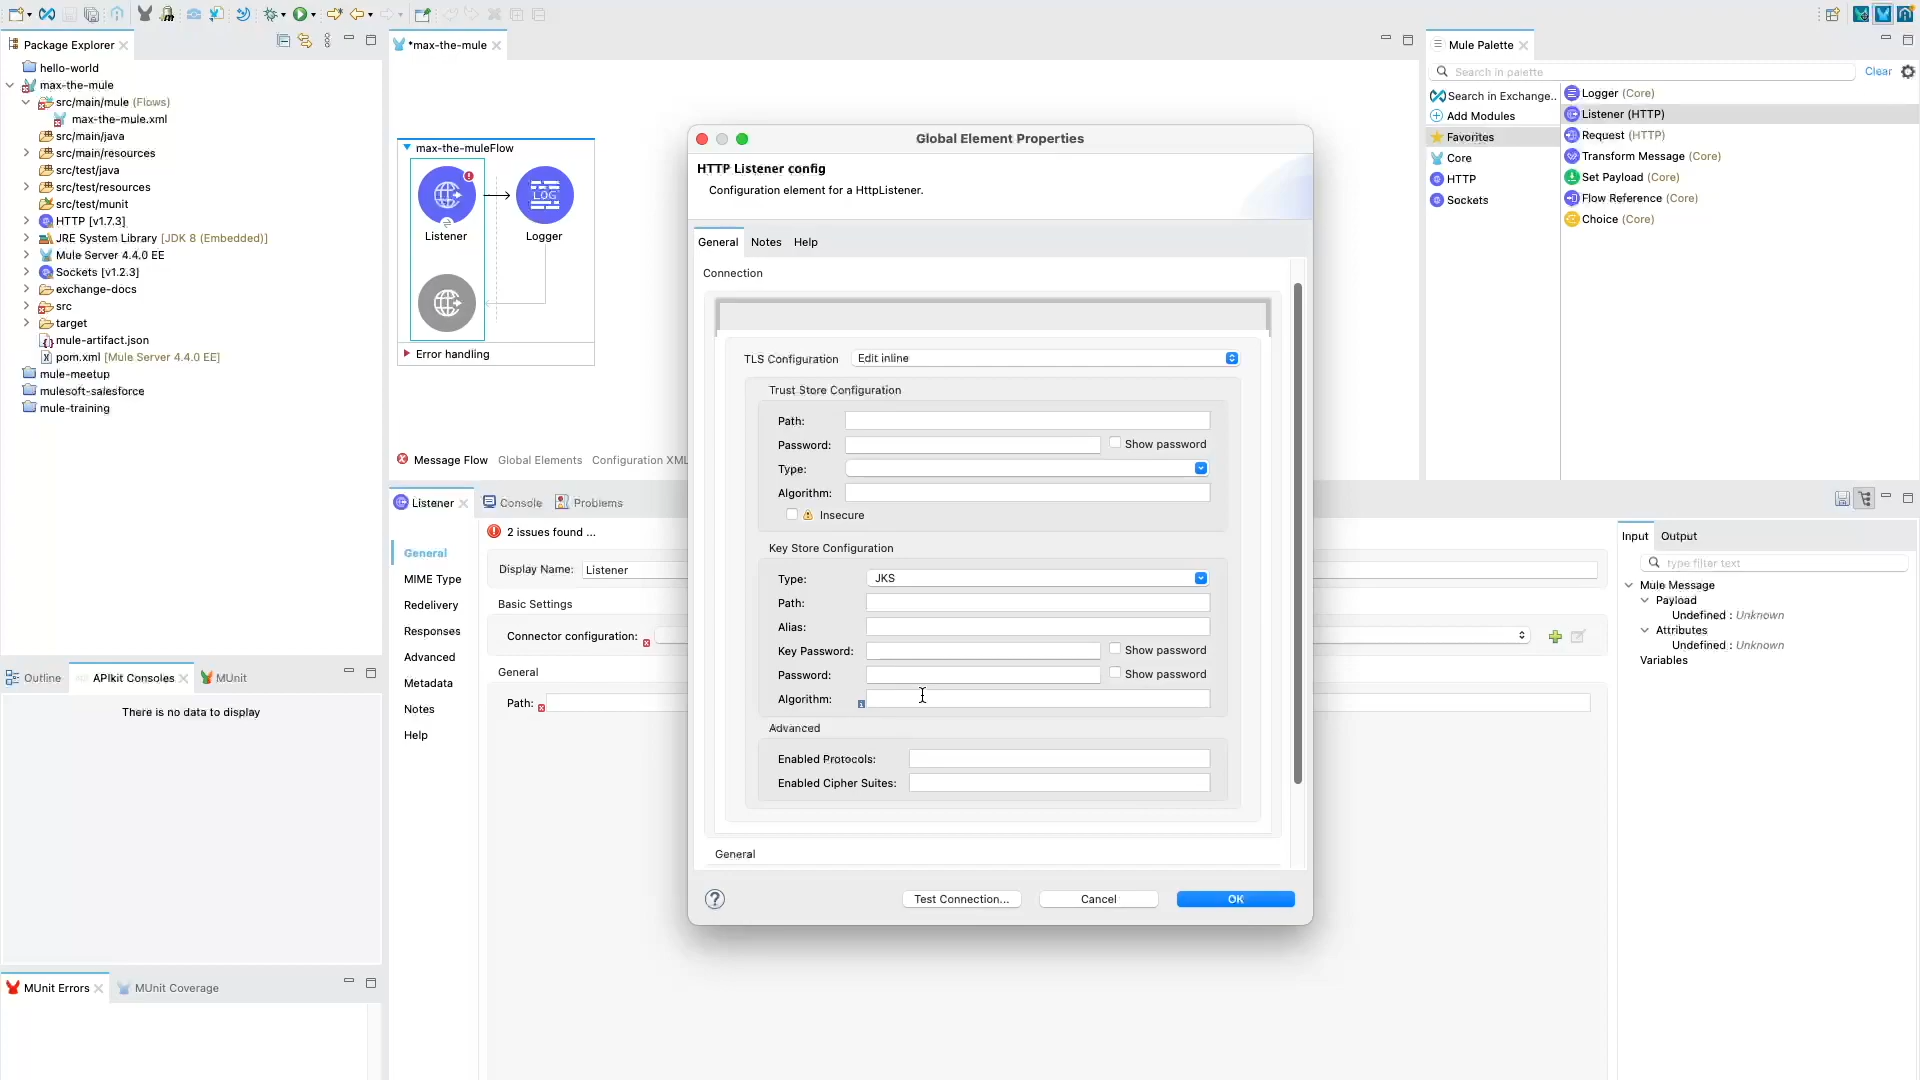 Package Explorer
hello-world
max-the-mule
src/main/mule (Flows)
max-the-mule.xml
src/main/java
src/main/resources
src/test/java
src/test/resources
src/test/munit
HTTP [v1.7.3]
JRE System Library [JDK 8 (Embedded)]
Mule Server 4.4.0 EE
Sockets [v1.2.3]
exchange-docs
src
target
mule-artifact.json
pom.xml [Mule Server 4.4.0 EE]
mule-meetup
mulesoft-salesforce
mule-training
Outline
APIkit Consoles
MUnit
There is no data to display
MUnit Errors
MUnit Coverage
*max-the-mule
max-the-muleFlow
LOG
Listener
Logger
Error handling
Message Flow
Global Elements
Configuration XML
Listener
Console
Problems
2 issues found ...
General
MIME Type
Redelivery
Responses
Advanced
Metadata
Notes
Help
Display Name: Listener
Basic Settings
Connector configuration:
General
Path:
Global Element Properties
HTTP Listener config
Configuration element for a HttpListener.
General
Notes
Help
Connection
TLS Configuration Edit inline
Trust Store Configuration
Path:
Password: Show password
Type:
Algorithm:
Insecure
Key Store Configuration
Type: JKS
Path:
Alias:
Key Password: Show password
Password: Show password
Algorithm:
Advanced
Enabled Protocols:
Enabled Cipher Suites:
General
Test Connection...
Cancel
OK
Mule Palette
Search in palette
Clear
Search in Exchange..
Add Modules
Favorites
Core
HTTP
Sockets
Logger (Core)
Listener (HTTP)
Request (HTTP)
Transform Message (Core)
Set Payload (Core)
Flow Reference (Core)
Choice (Core)
Input
Output
type filter text
Mule Message
Payload
Undefined : Unknown
Attributes
Undefined : Unknown
Variables